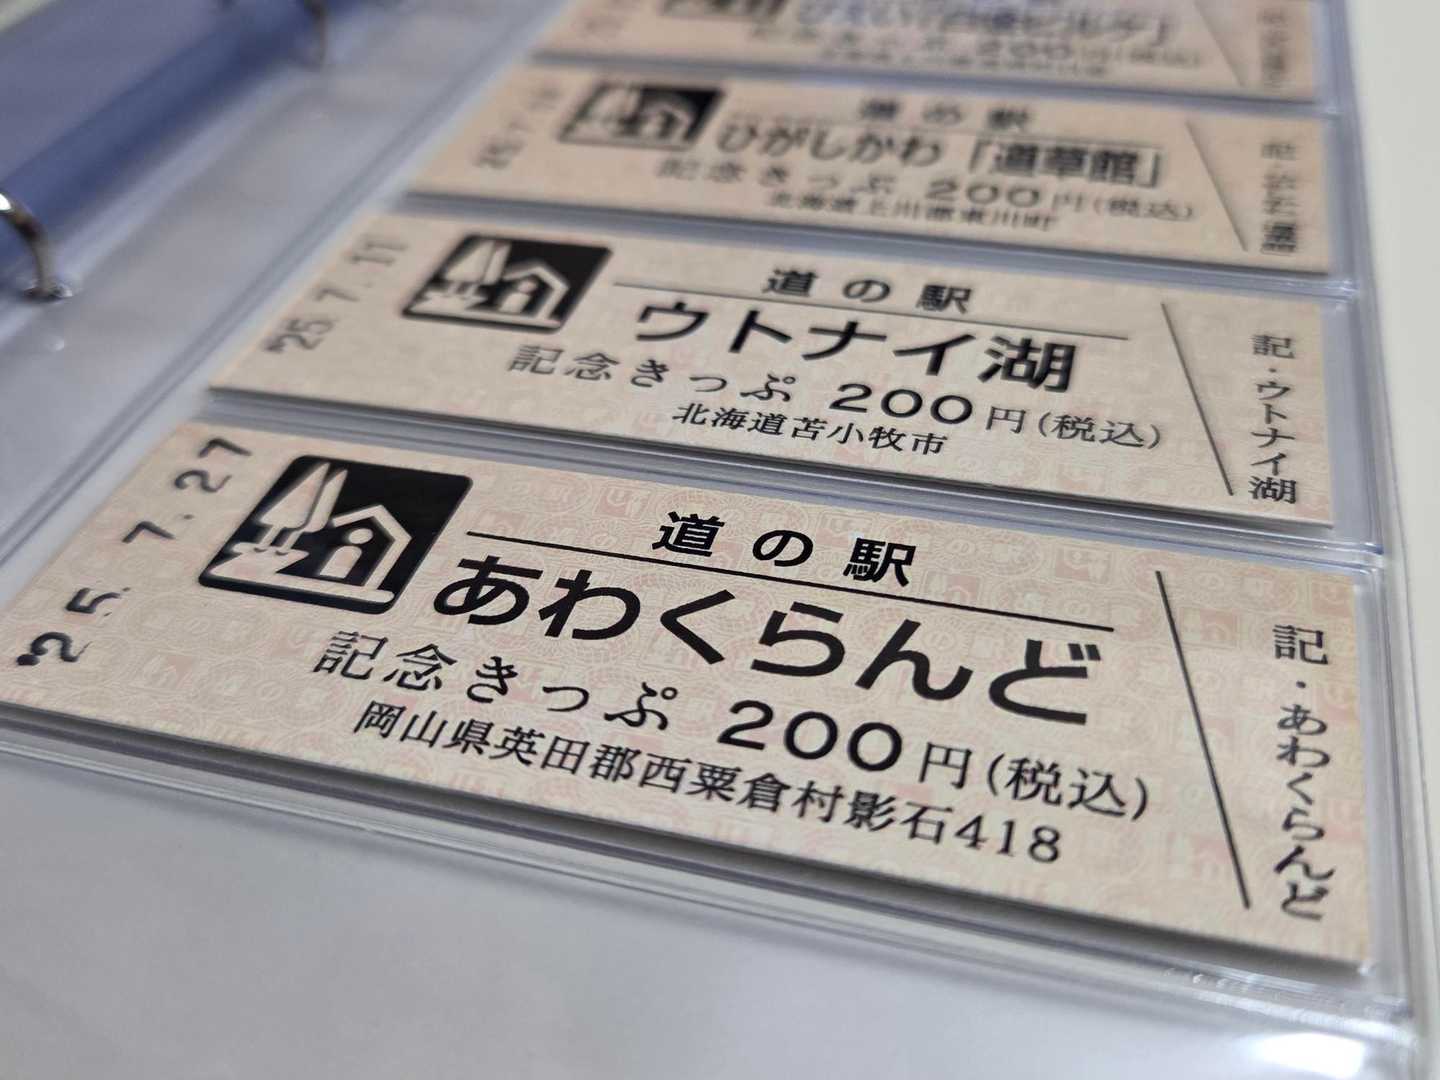 道の駅
ひがしかわ「道草館」
記念きっぷ 200円(税込)
北海道上川郡東川町
'25.7.11
道の駅
ウトナイ湖
記念きっぷ 200円(税込)
北海道苫小牧市
記・ウトナイ湖
'25.7.27
道の駅
あわくらんど
記念きっぷ 200円(税込)
岡山県英田郡西粟倉村影石418
記・あわくらんど